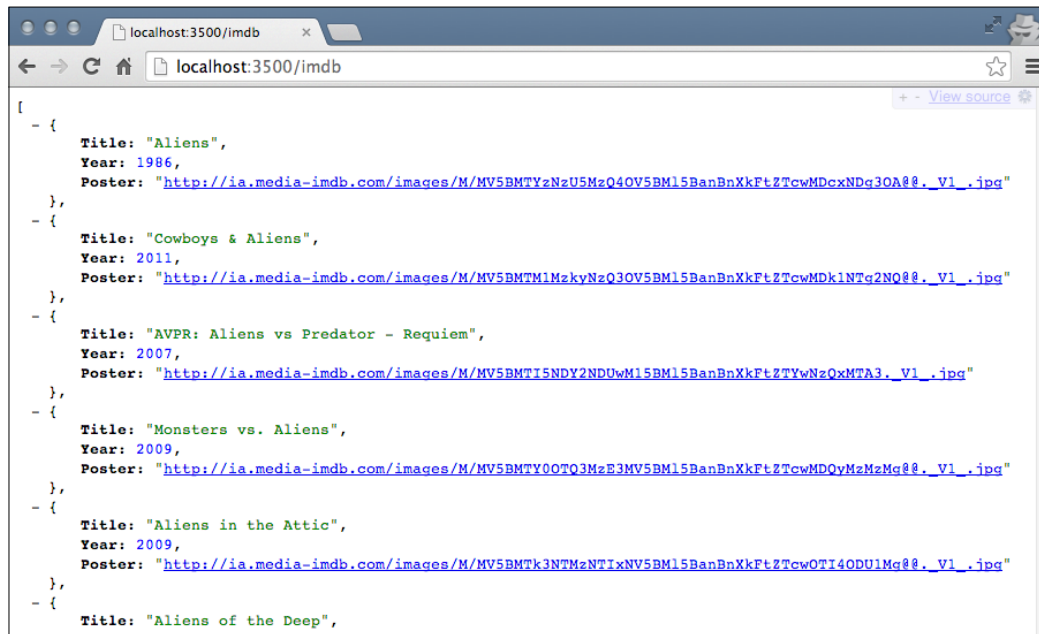 localhost:3500/imdb
localhost:3500/imdb
+ - View source
[
- {
Title: "Aliens",
Year: 1986,
Poster: "http://ia.media-imdb.com/images/M/MV5BMTYzNzU5MzQ4OV5BMl5BanBnXkFtZTcwMDcxNDg3OA@@._V1_.jpg"
},
- {
Title: "Cowboys & Aliens",
Year: 2011,
Poster: "http://ia.media-imdb.com/images/M/MV5BMTM1MzkyNzQ3OV5BMl5BanBnXkFtZTcwMDk1NTg2NQ@@._V1_.jpg"
},
- {
Title: "AVPR: Aliens vs Predator - Requiem",
Year: 2007,
Poster: "http://ia.media-imdb.com/images/M/MV5BMTI5NDY2NDUwM15BMl5BanBnXkFtZTYwNzQxMTA3._V1_.jpg"
},
- {
Title: "Monsters vs. Aliens",
Year: 2009,
Poster: "http://ia.media-imdb.com/images/M/MV5BMTY0OTQ3MzE3MV5BMl5BanBnXkFtZTcwMDQyMzMzMg@@._V1_.jpg"
},
- {
Title: "Aliens in the Attic",
Year: 2009,
Poster: "http://ia.media-imdb.com/images/M/MV5BMTk3NTMzNTIxNV5BMl5BanBnXkFtZTcwOTI4ODU1Mg@@._V1_.jpg"
},
- {
Title: "Aliens of the Deep",